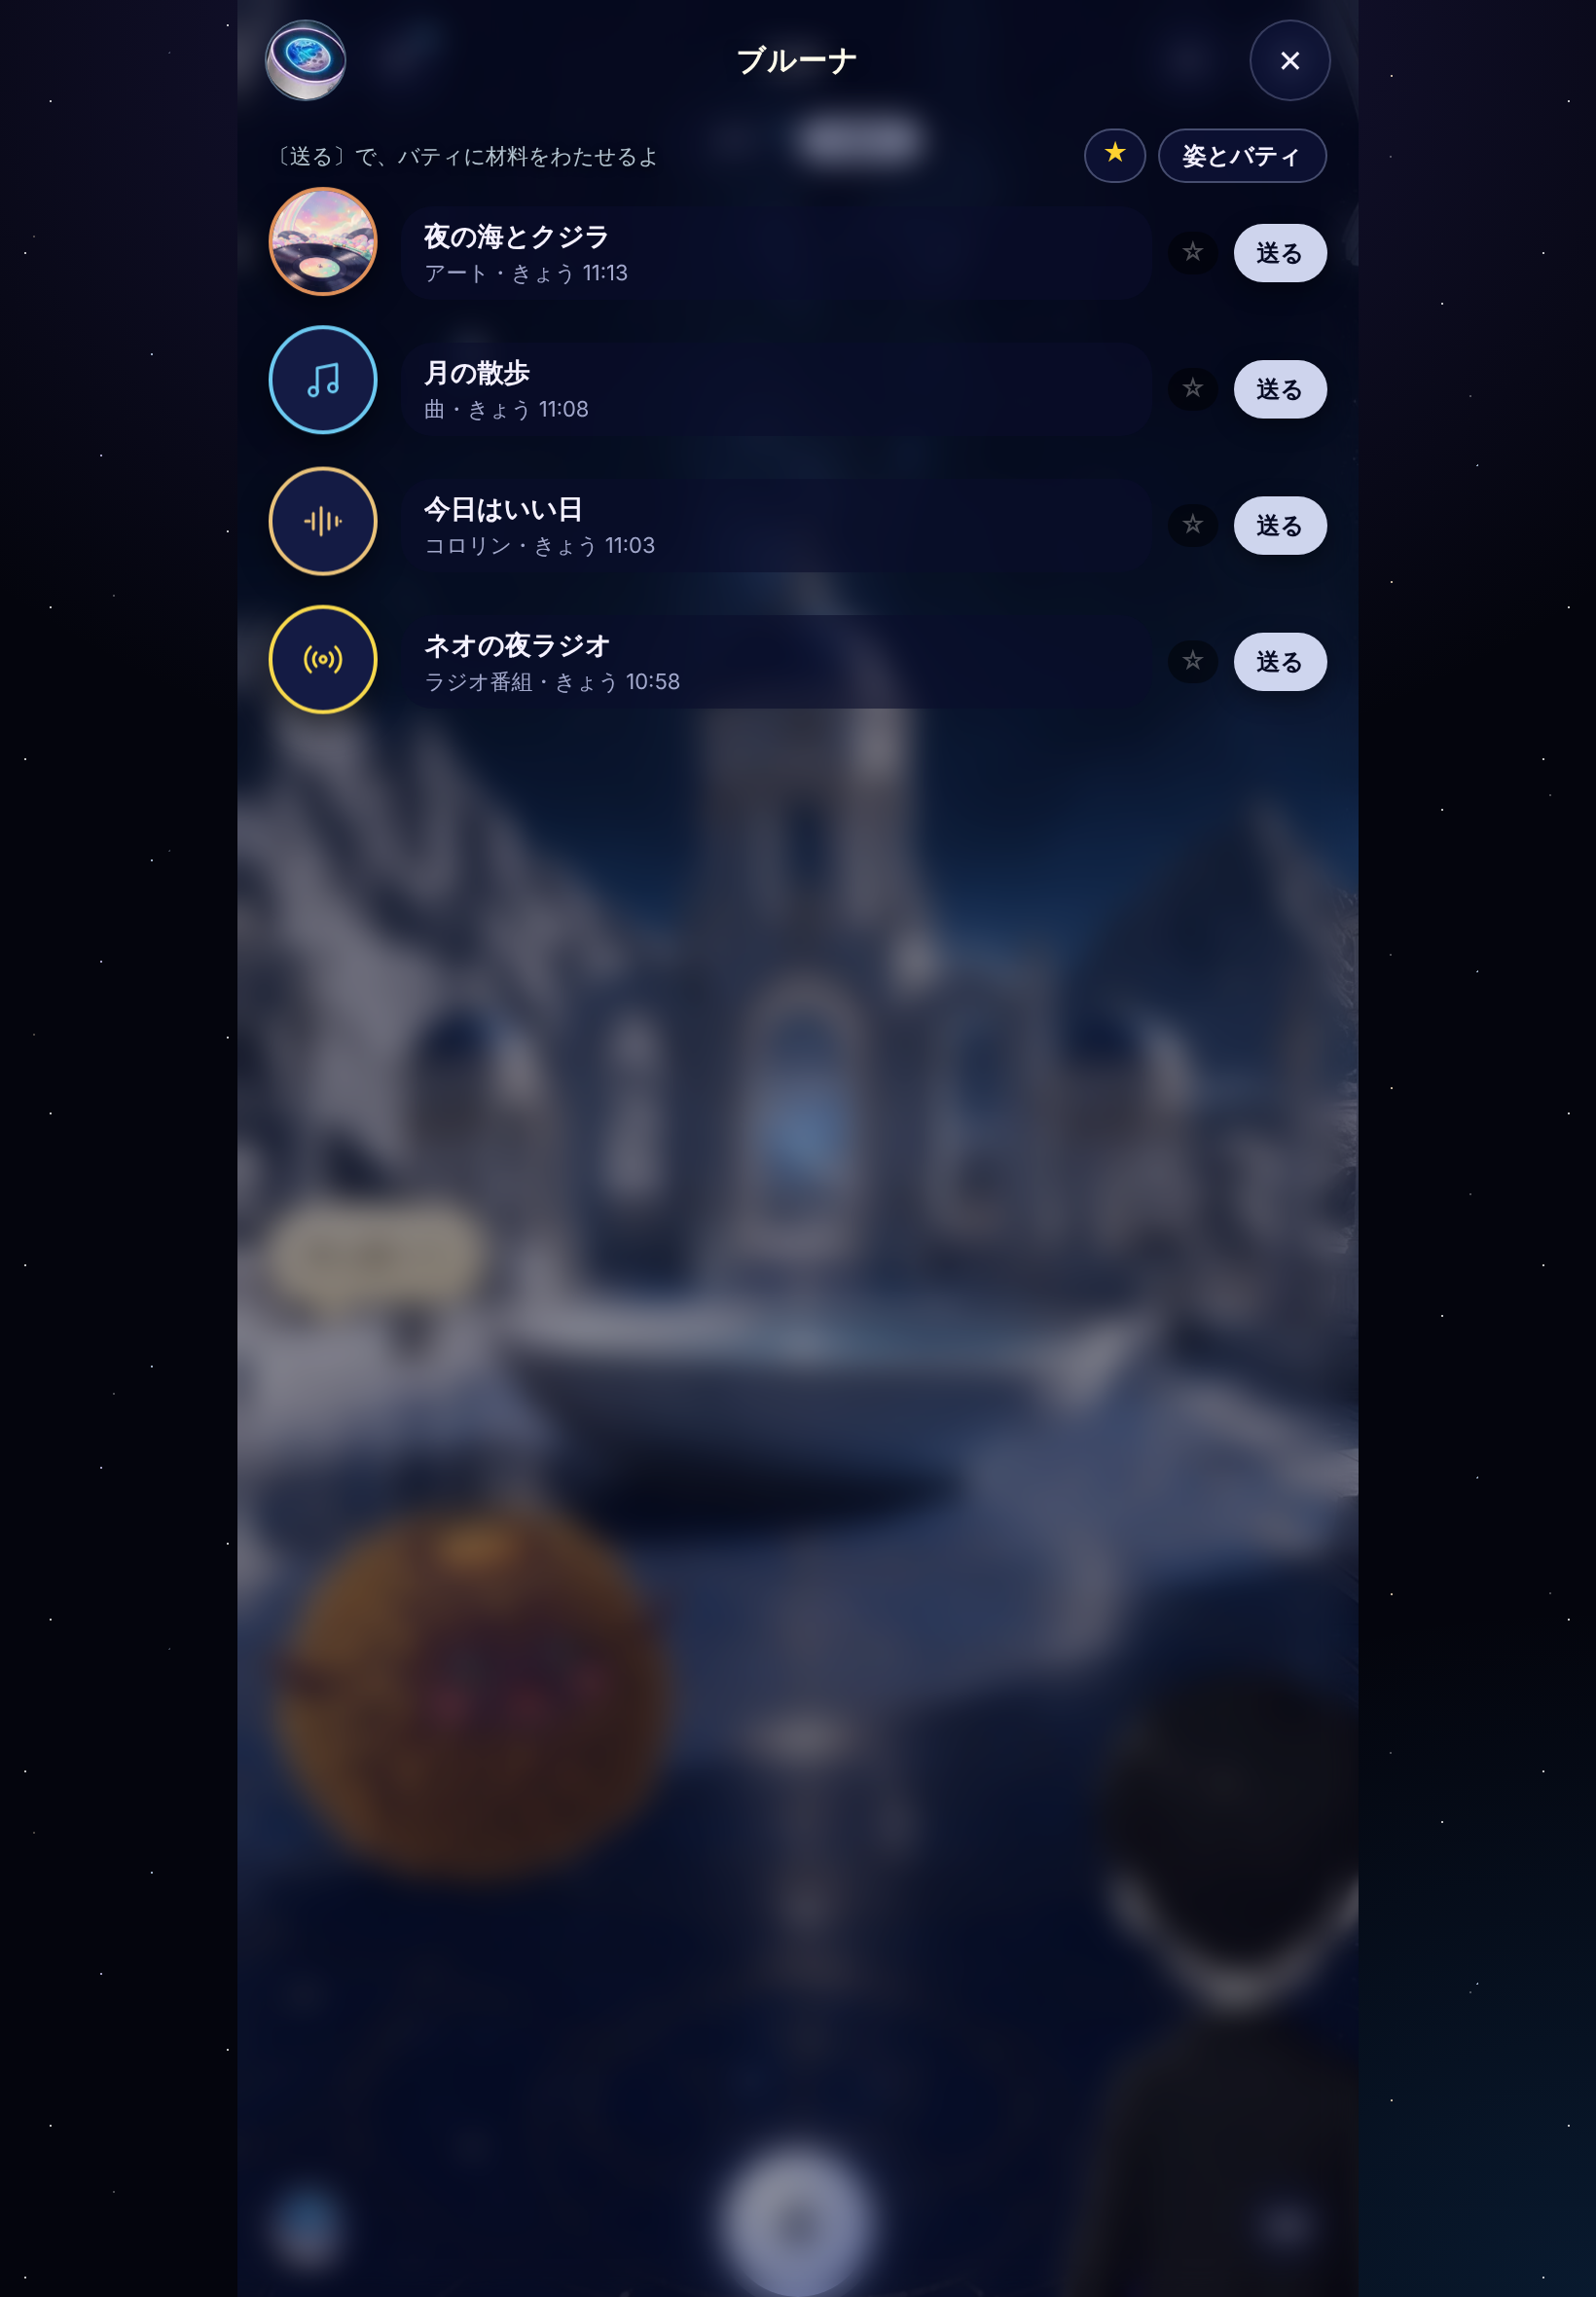 ブルーナ
〔送る〕で、バティに材料をわたせるよ
姿とバティ
夜の海とクジラ
アート・きょう 11:13
送る
月の散歩
曲・きょう 11:08
送る
今日はいい日
コロリン・きょう 11:03
送る
ネオの夜ラジオ
ラジオ番組・きょう 10:58
送る